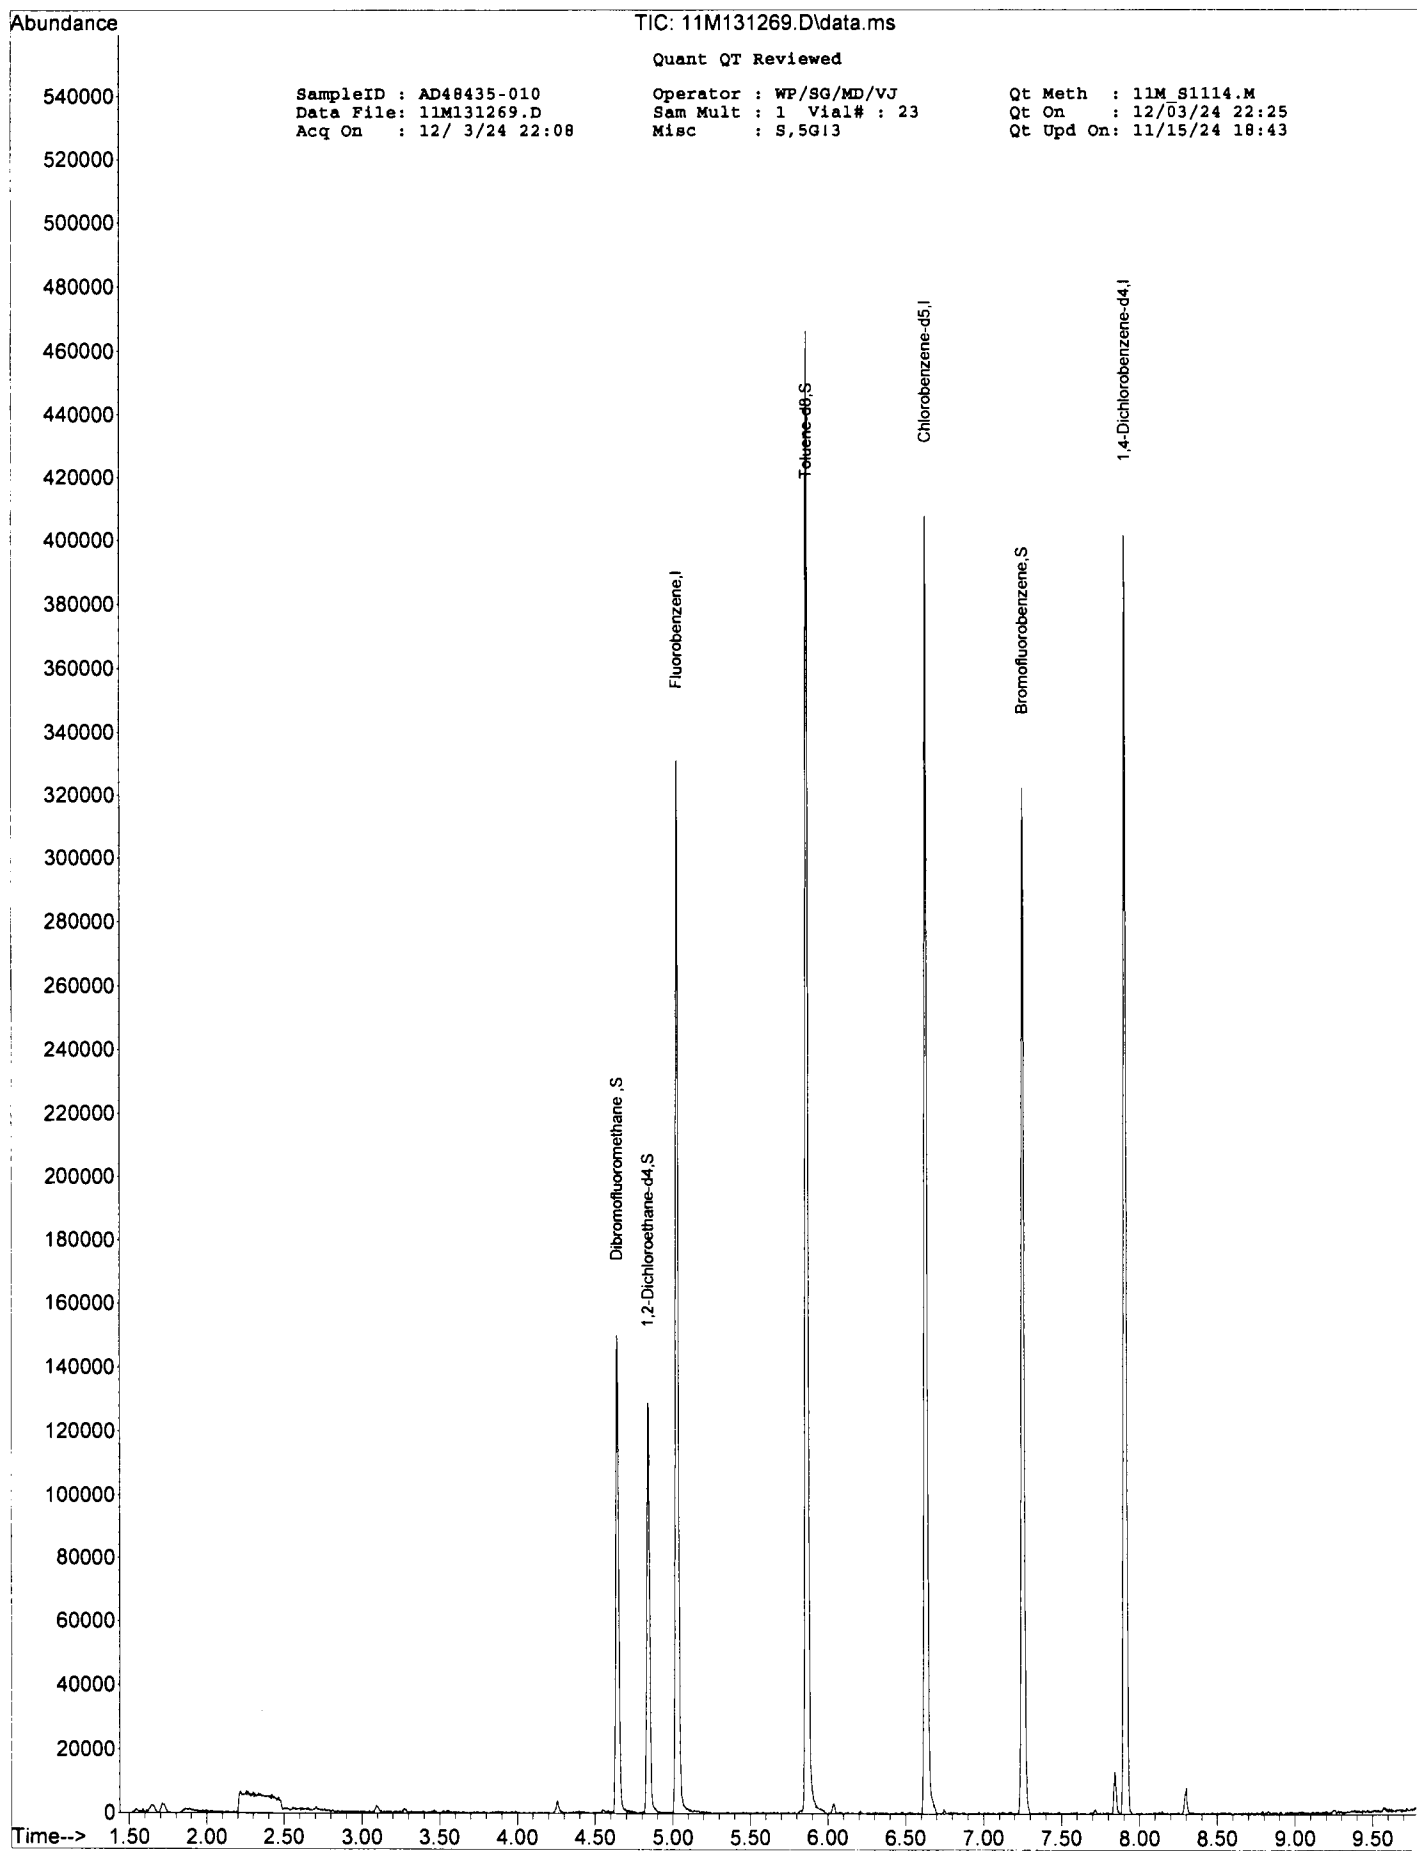 Abundance
TIC: 11M131269.D\data.ms
Quant QT Reviewed
SampleID : AD48435-010
Operator : WP/SG/MD/VJ
Qt Meth : 11M_S1114.M
Data File: 11M131269.D
Sam Mult : 1 Vial# : 23
Qt On : 12/03/24 22:25
Acq On : 12/ 3/24 22:08
Misc : S,5G!3
Qt Upd On: 11/15/24 18:43
540000
520000
500000
480000
460000
440000
420000
400000
380000
360000
340000
320000
300000
280000
260000
240000
220000
200000
180000
160000
140000
120000
100000
80000
60000
40000
20000
0
Dibromofluoromethane ,S
1,2-Dichloroethane-d4,S
Fluorobenzene,I
Toluene-d8,S
Chlorobenzene-d5,I
Bromofluorobenzene,S
1,4-Dichlorobenzene-d4,I
Time--> 1.50 2.00 2.50 3.00 3.50 4.00 4.50 5.00 5.50 6.00 6.50 7.00 7.50 8.00 8.50 9.00 9.50